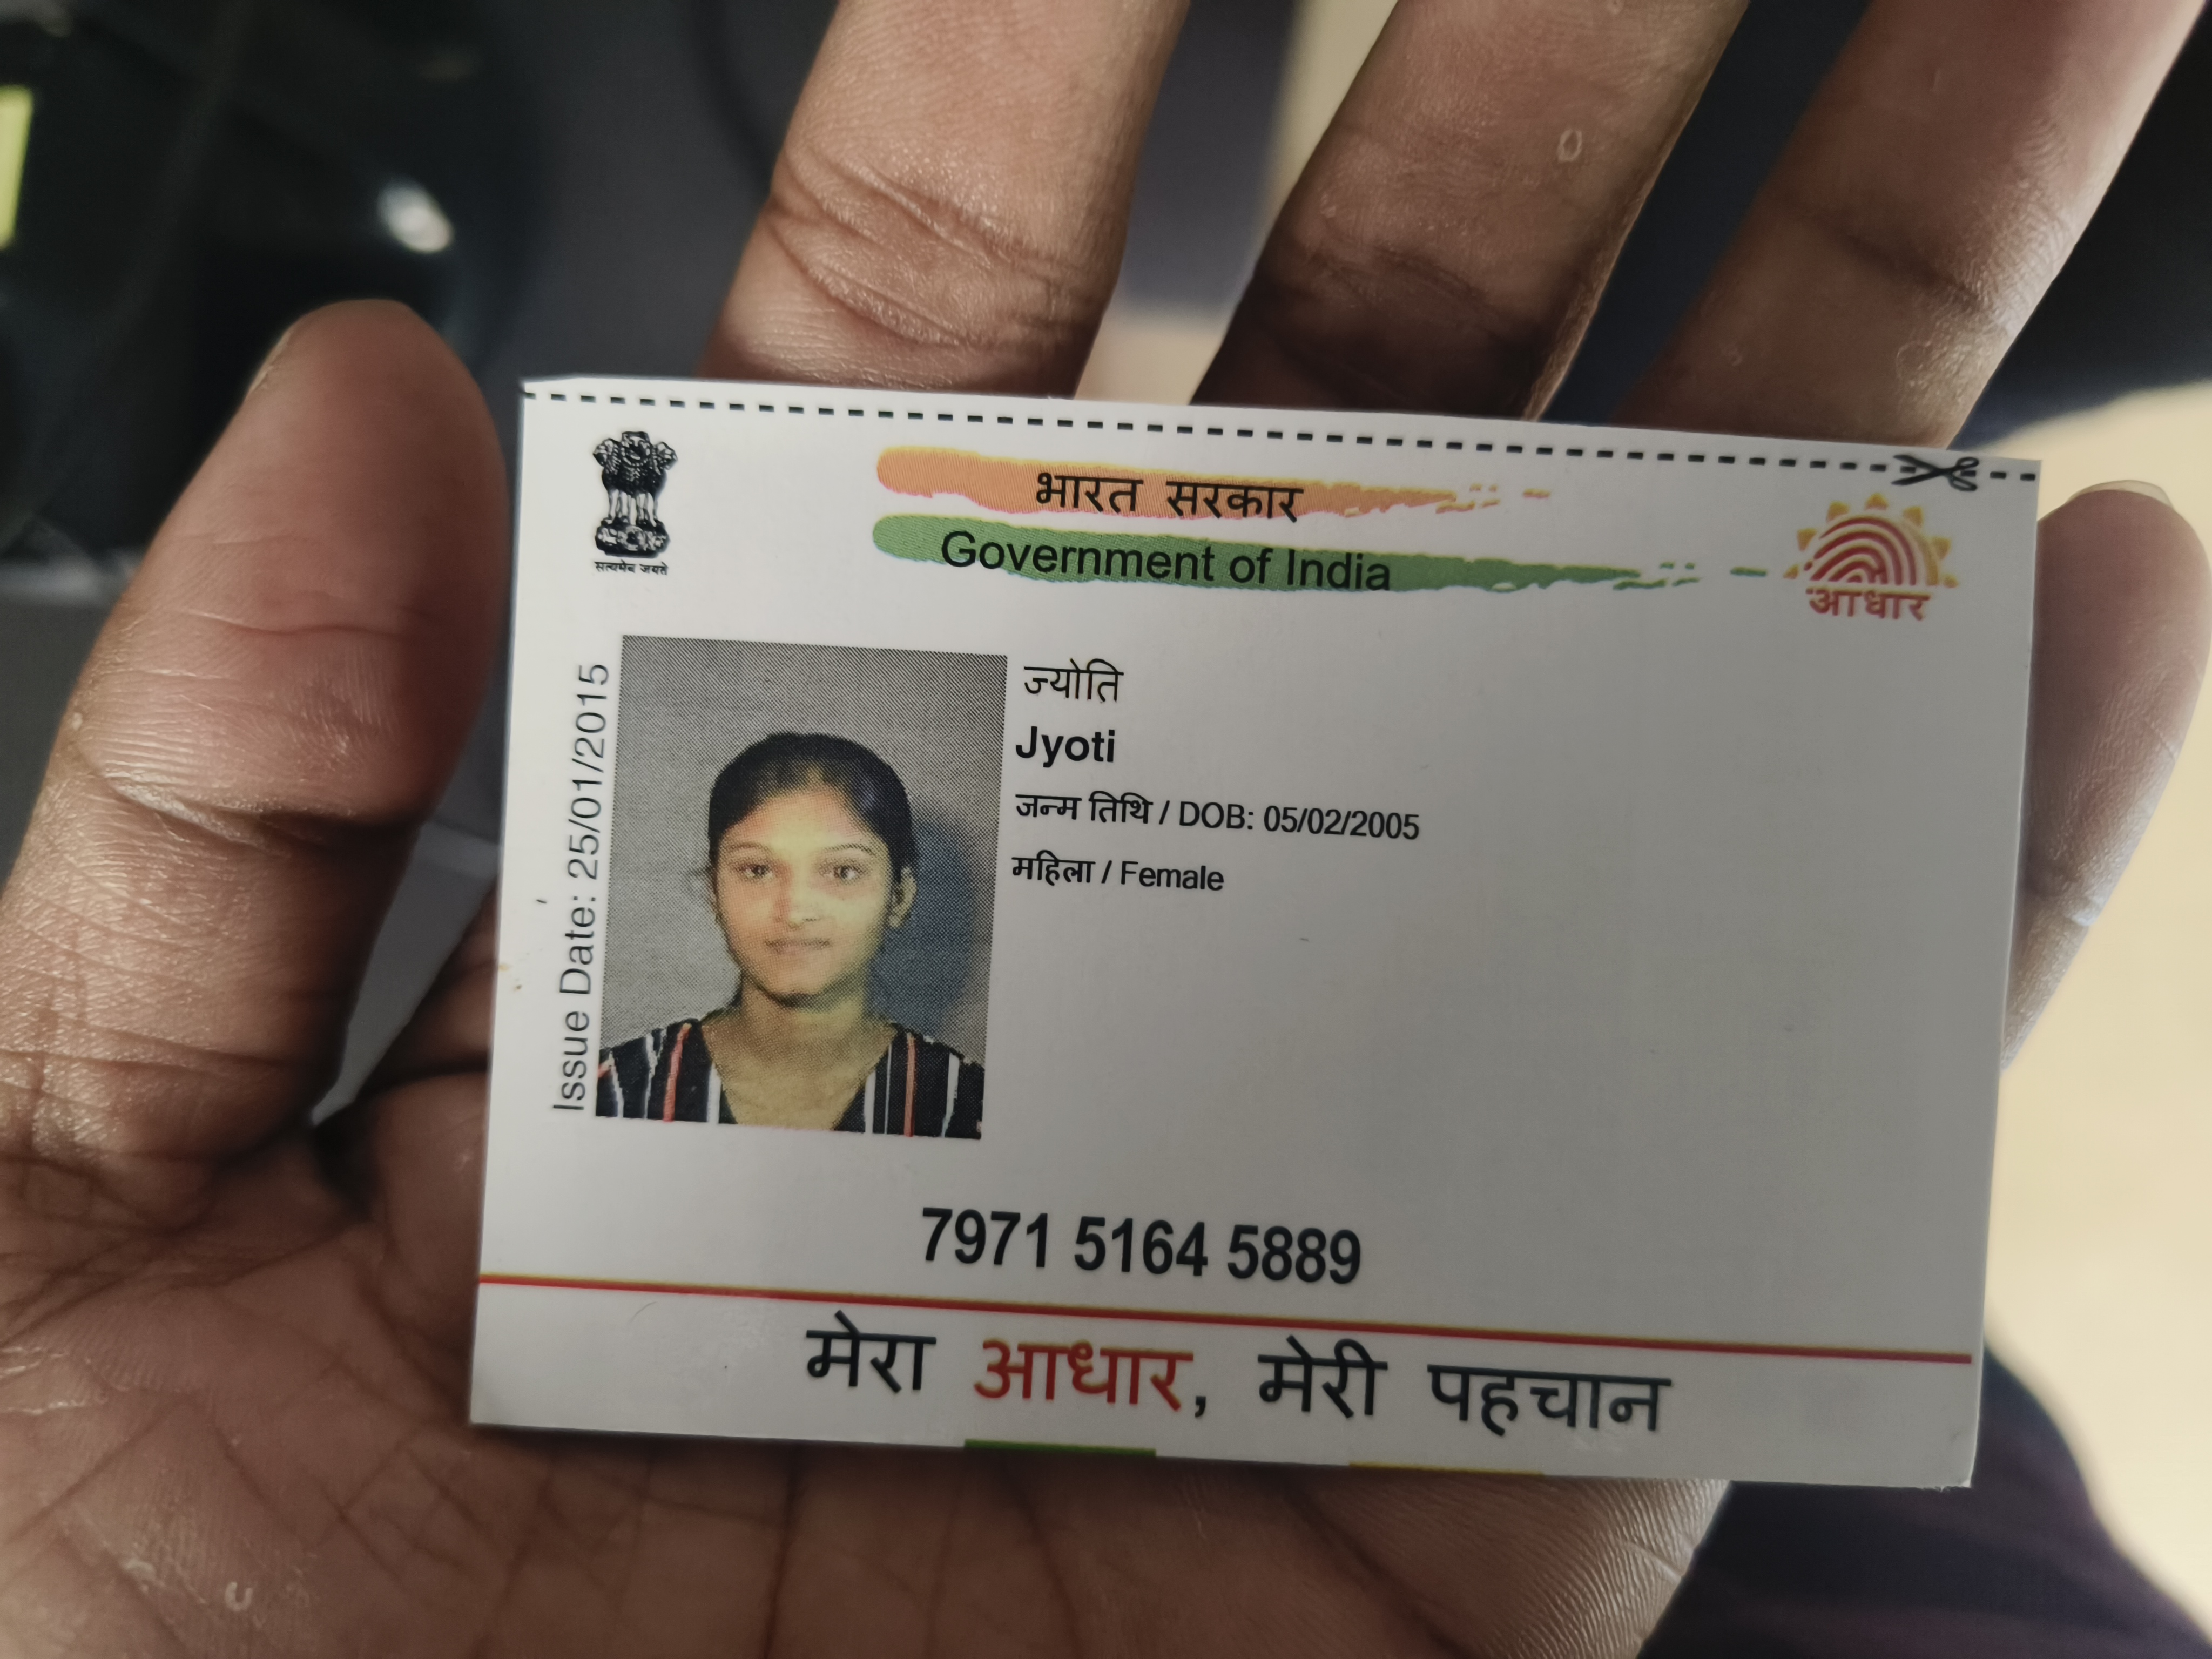 भारत सरकार
Government of India
सत्यमेव जयते
आधार
Issue Date: 25/01/2015
ज्योति
Jyoti
जन्म तिथि / DOB: 05/02/2005
महिला / Female
7971 5164 5889
मेरा आधार, मेरी पहचान